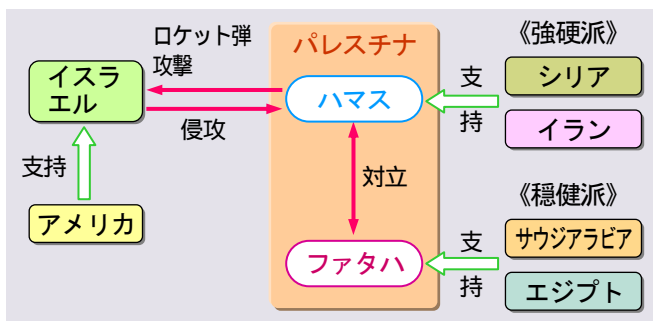 ロケット弾
攻撃
イスラ
エル
侵攻
支持
アメリカ
パレスチナ
ハマス
対立
ファタハ
《強硬派》
シリア
イラン
支
持
《穏健派》
サウジアラビア
エジプト
支
持